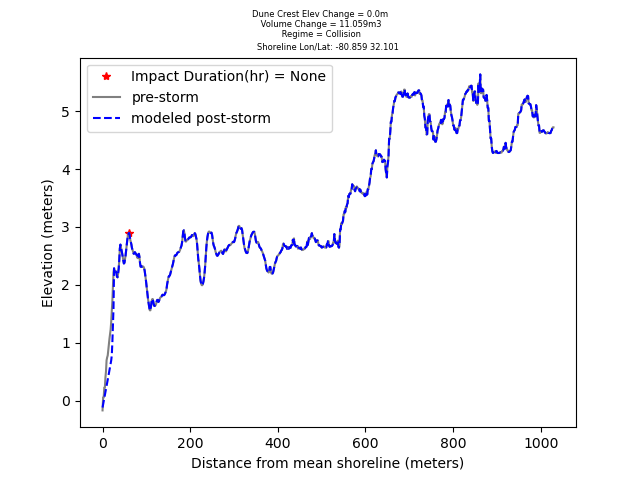 Dune Crest Elev Change = 0.0m
Volume Change = 11.059m3
Regime = Collision
Shoreline Lon/Lat: -80.859 32.101
Impact Duration(hr) = None
pre-storm
modeled post-storm
Elevation (meters)
5
4
3
2
1
0
0 200 400 600 800 1000
Distance from mean shoreline (meters)